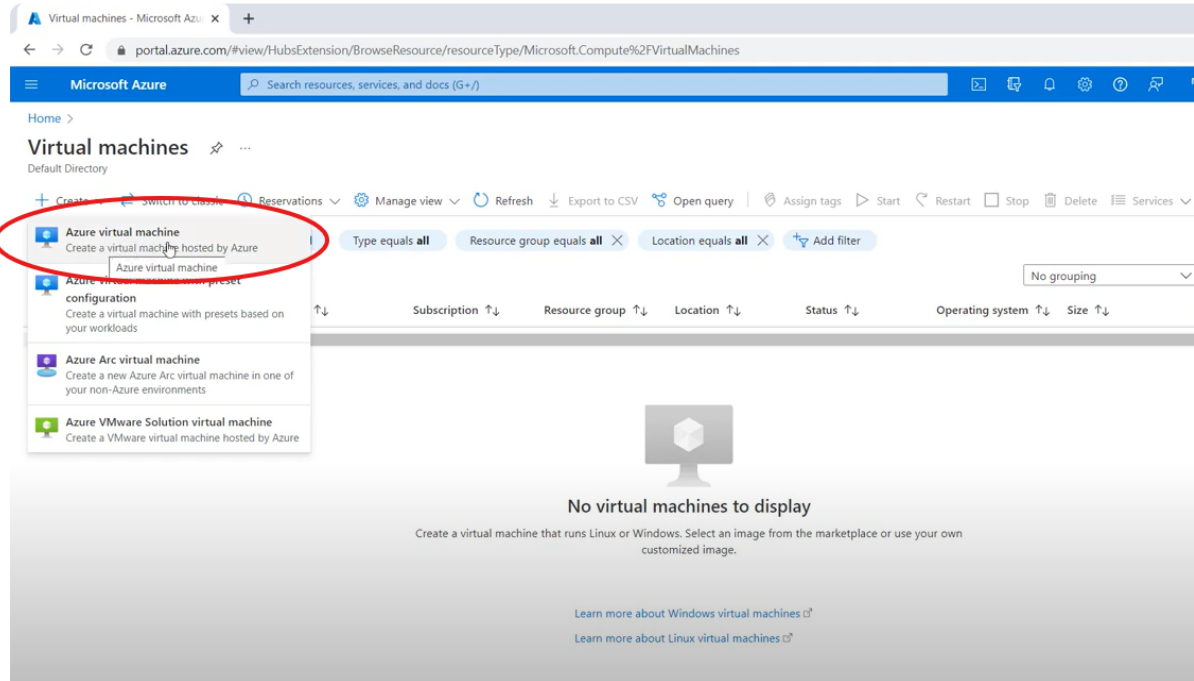 Virtual machines - Microsoft Azu
portal.azure.com/#view/HubsExtension/BrowseResource/resourceType/Microsoft.Compute%2FVirtualMachines
Microsoft Azure
Search resources, services, and docs (G+/)
Home >
Virtual machines
Default Directory
Create Switch to classic Reservations Manage view Refresh Export to CSV Open query Assign tags Start Restart Stop Delete Services
Azure virtual machine
Create a virtual machine hosted by Azure
Type equals all Resource group equals all Location equals all Add filter
Azure virtual machine
Azure virtual machine with preset
configuration
Create a virtual machine with presets based on
your workloads
No grouping
Subscription Resource group Location Status Operating system Size
Azure Arc virtual machine
Create a new Azure Arc virtual machine in one of
your non-Azure environments
Azure VMware Solution virtual machine
Create a VMware virtual machine hosted by Azure
No virtual machines to display
Create a virtual machine that runs Linux or Windows. Select an image from the marketplace or use your own
customized image.
Learn more about Windows virtual machines
Learn more about Linux virtual machines